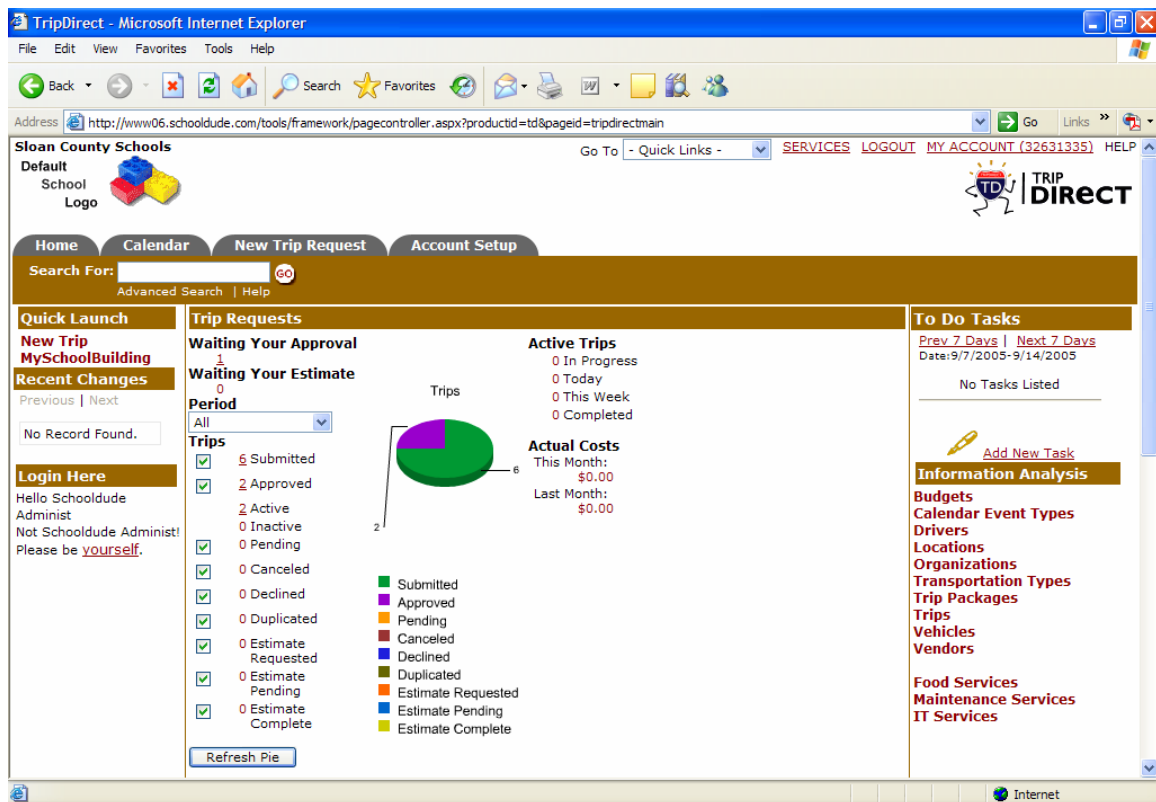 TripDirect - Microsoft Internet Explorer
File Edit View Favorites Tools Help
Back Search Favorites
Address http://www06.schooldude.com/tools/framework/pagecontroller.aspx?productid=td&pageid=tripdirectmain Go Links »
Sloan County Schools
Go To - Quick Links - SERVICES LOGOUT MY ACCOUNT (32631335) HELP
Default
School
Logo
TD TRIP
DIRECT
Home Calendar New Trip Request Account Setup
Search For: GO
Advanced Search | Help
Quick Launch
New Trip
MySchoolBuilding
Recent Changes
Previous | Next
No Record Found.
Login Here
Hello Schooldude
Administ
Not Schooldude Administ!
Please be yourself.
Trip Requests
Waiting Your Approval
1
Waiting Your Estimate
0
Period
All
Trips
6 Submitted
2 Approved
2 Active
0 Inactive
0 Pending
0 Canceled
0 Declined
0 Duplicated
0 Estimate
Requested
0 Estimate
Pending
0 Estimate
Complete
Refresh Pie
Trips
6
2
Submitted
Approved
Pending
Canceled
Declined
Duplicated
Estimate Requested
Estimate Pending
Estimate Complete
Active Trips
0 In Progress
0 Today
0 This Week
0 Completed
Actual Costs
This Month:
$0.00
Last Month:
$0.00
To Do Tasks
Prev 7 Days | Next 7 Days
Date:9/7/2005-9/14/2005
No Tasks Listed
Add New Task
Information Analysis
Budgets
Calendar Event Types
Drivers
Locations
Organizations
Transportation Types
Trip Packages
Trips
Vehicles
Vendors
Food Services
Maintenance Services
IT Services
Internet